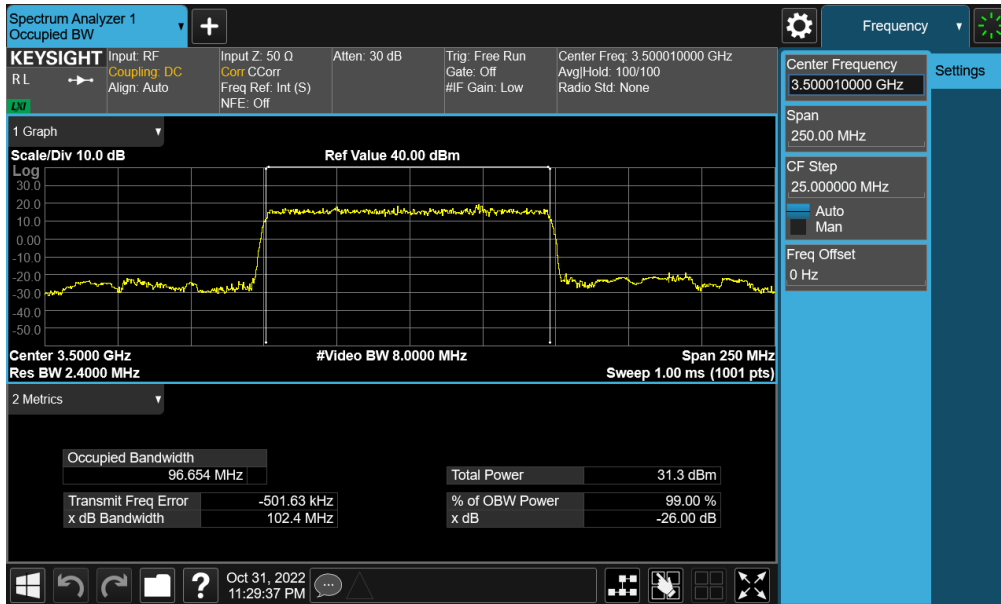 Spectrum Analyzer 1
Occupied BW
Frequency
KEYSIGHT
R L
LXI
Input: RF
Coupling: DC
Align: Auto
Input Z: 50 Ω
Corr CCorr
Freq Ref: Int (S)
NFE: Off
Atten: 30 dB
Trig: Free Run
Gate: Off
#IF Gain: Low
Center Freq: 3.500010000 GHz
Avg|Hold: 100/100
Radio Std: None
Center Frequency
3.500010000 GHz
Settings
Span
250.00 MHz
CF Step
25.000000 MHz
Auto
Man
Freq Offset
0 Hz
1 Graph
Scale/Div 10.0 dB
Ref Value 40.00 dBm
Log
30.0
20.0
10.0
0.00
-10.0
-20.0
-30.0
-40.0
-50.0
Center 3.5000 GHz
#Video BW 8.0000 MHz
Span 250 MHz
Res BW 2.4000 MHz
Sweep 1.00 ms (1001 pts)
2 Metrics
Occupied Bandwidth
96.654 MHz
Total Power 31.3 dBm
Transmit Freq Error -501.63 kHz
% of OBW Power 99.00 %
x dB Bandwidth 102.4 MHz
x dB -26.00 dB
?
Oct 31, 2022
11:29:37 PM